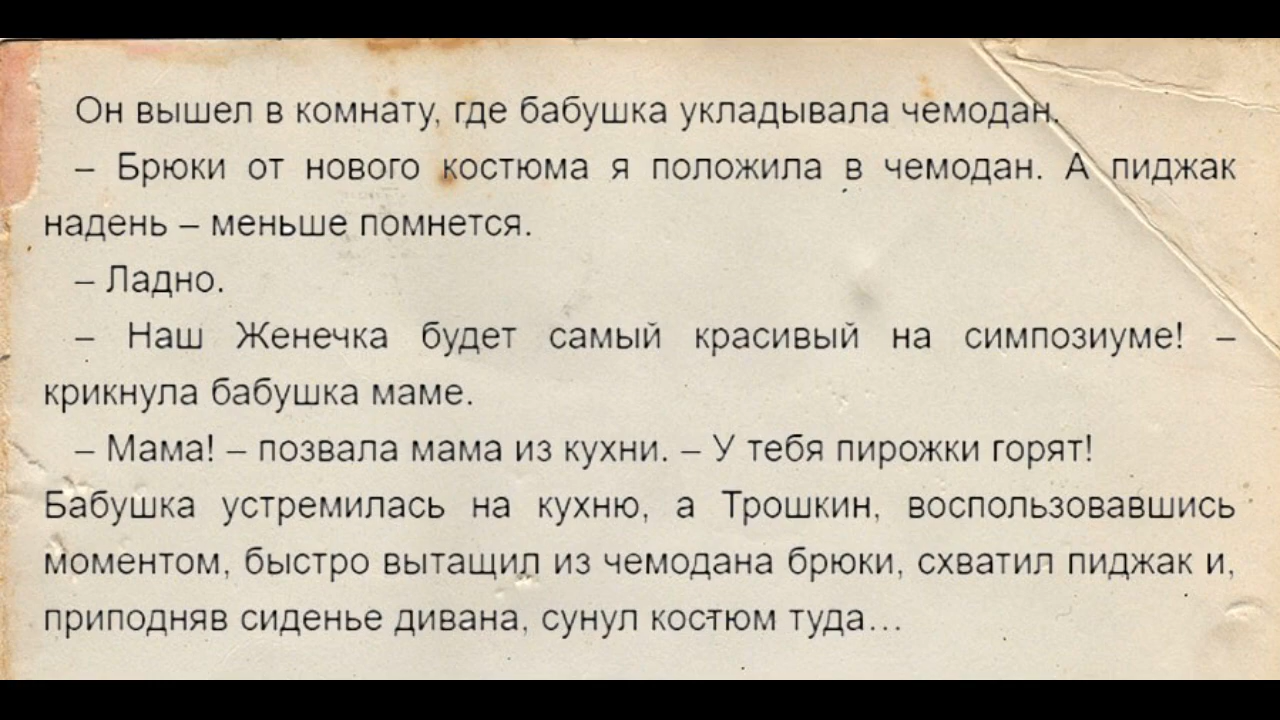 Он вышел в комнату, где бабушка укладывала чемодан.
– Брюки от нового костюма я положила в чемодан. А пиджак
надень – меньше помнется.
– Ладно.
– Наш Женечка будет самый красивый на симпозиуме! –
крикнула бабушка маме.
– Мама! – позвала мама из кухни. – У тебя пирожки горят!
Бабушка устремилась на кухню, а Трошкин, воспользовавшись
моментом, быстро вытащил из чемодана брюки, схватил пиджак и,
приподняв сиденье дивана, сунул костюм туда…